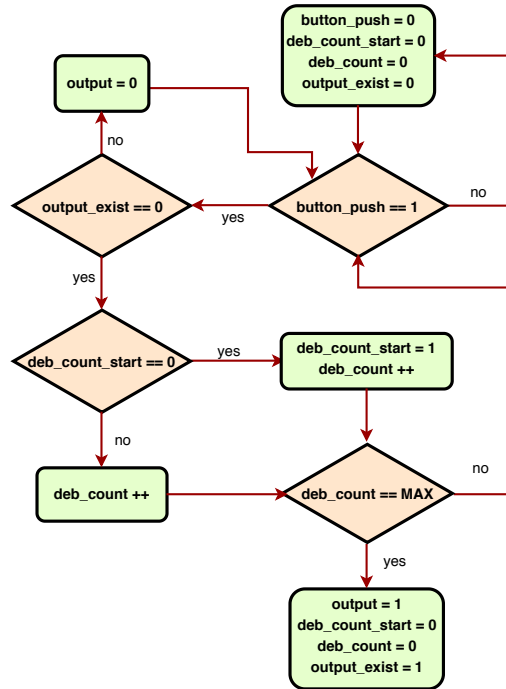 button_push = 0
deb_count_start = 0
deb_count = 0
output_exist = 0
output = 0
no
output_exist == 0
yes
button_push == 1
no
yes
deb_count_start == 0
yes
deb_count_start = 1
deb_count ++
no
deb_count ++
deb_count == MAX
no
yes
output = 1
deb_count_start = 0
deb_count = 0
output_exist = 1